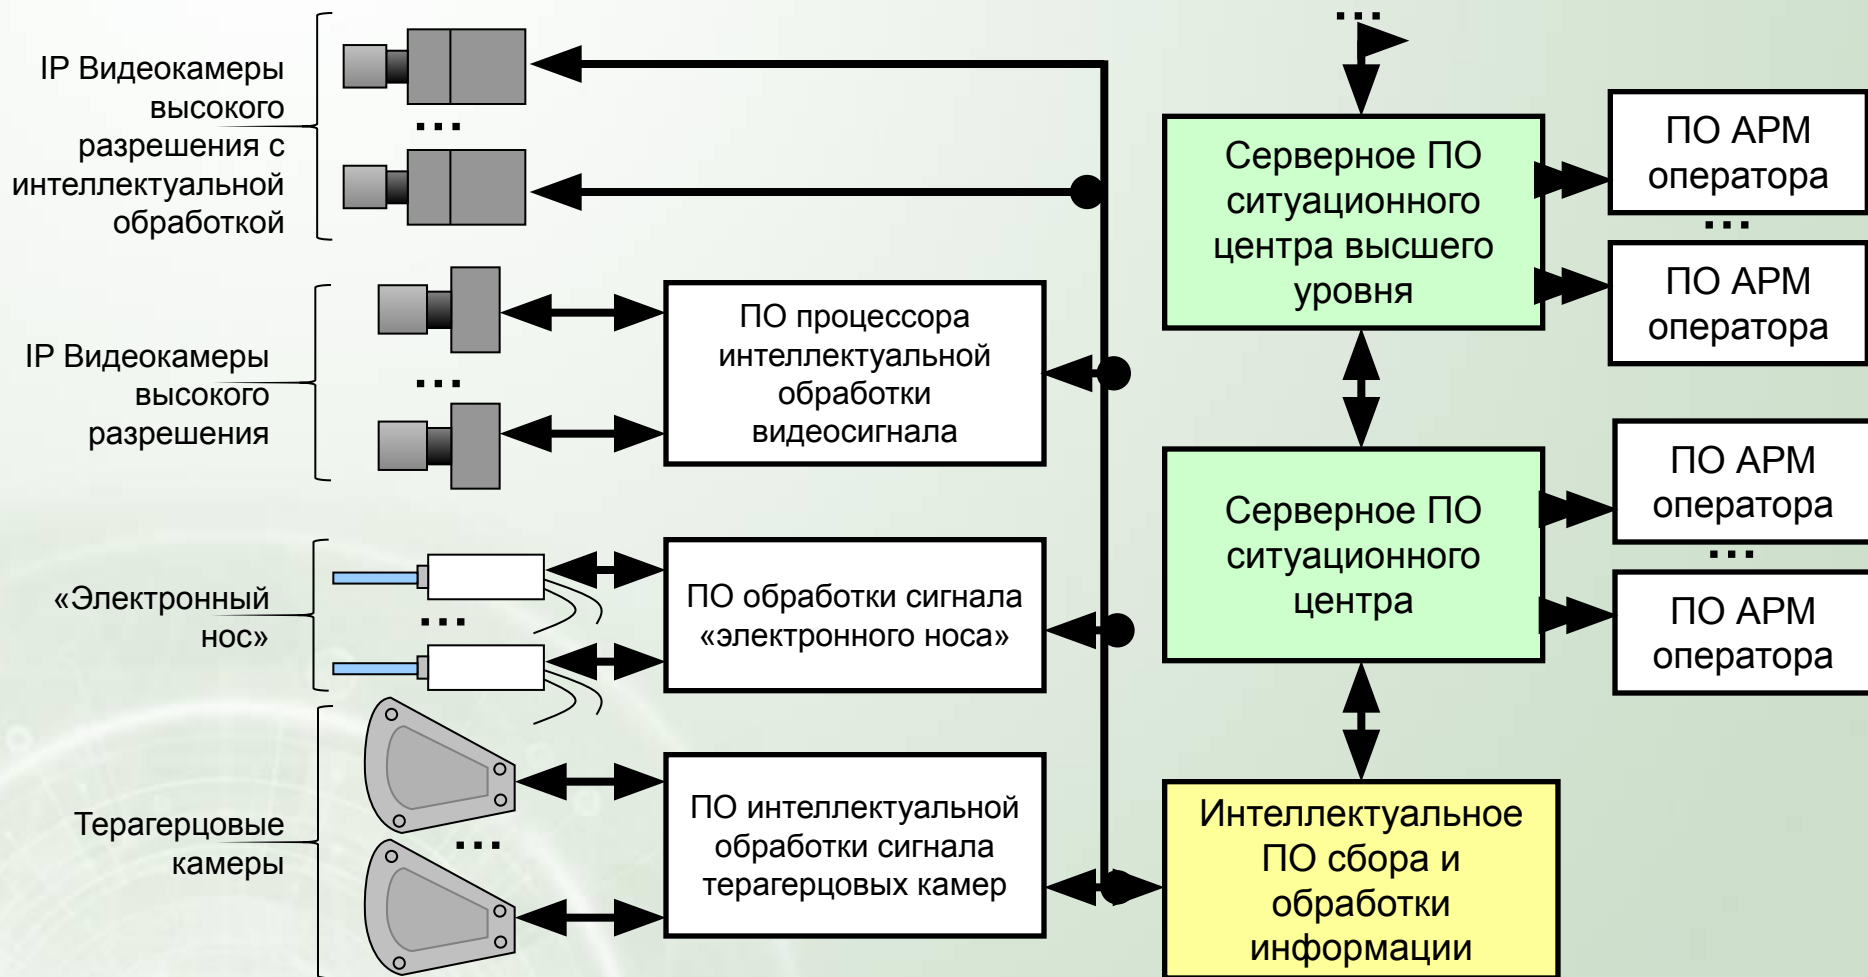 IP Видеокамеры
высокого
разрешения с
интеллектуальной
обработкой
...
IP Видеокамеры
высокого
разрешения
...
ПО процессора
интеллектуальной
обработки
видеосигнала
«Электронный
нос»
...
ПО обработки сигнала
«электронного носа»
Терагерцовые
камеры
...
ПО интеллектуальной
обработки сигнала
терагерцовых камер
...
Серверное ПО
ситуационного
центра высшего
уровня
ПО АРМ
оператора
...
ПО АРМ
оператора
Серверное ПО
ситуационного
центра
ПО АРМ
оператора
...
ПО АРМ
оператора
Интеллектуальное
ПО сбора и
обработки
информации